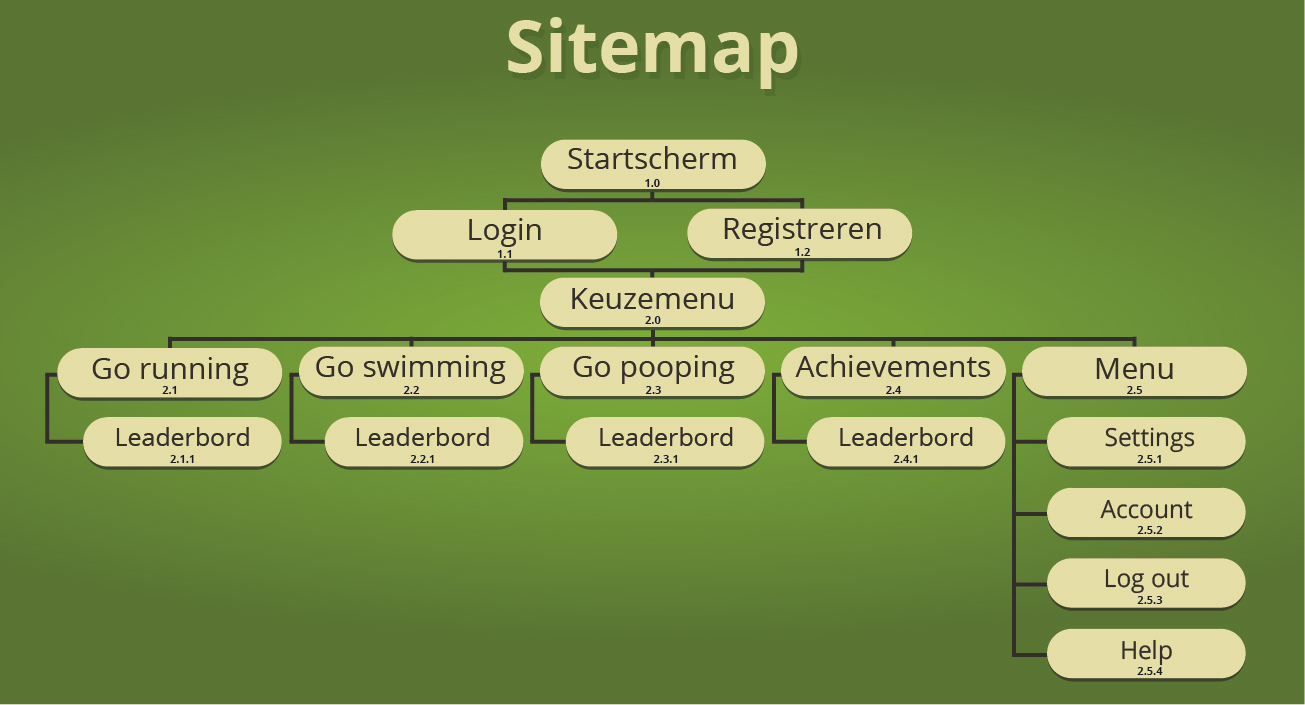 Sitemap
Startscherm
1.0
Login
1.1
Registreren
1.2
Keuzemenu
2.0
Go running
2.1
Go swimming
2.2
Go pooping
2.3
Achievements
2.4
Menu
2.5
Leaderbord
2.1.1
Leaderbord
2.2.1
Leaderbord
2.3.1
Leaderbord
2.4.1
Settings
2.5.1
Account
2.5.2
Log out
2.5.3
Help
2.5.4